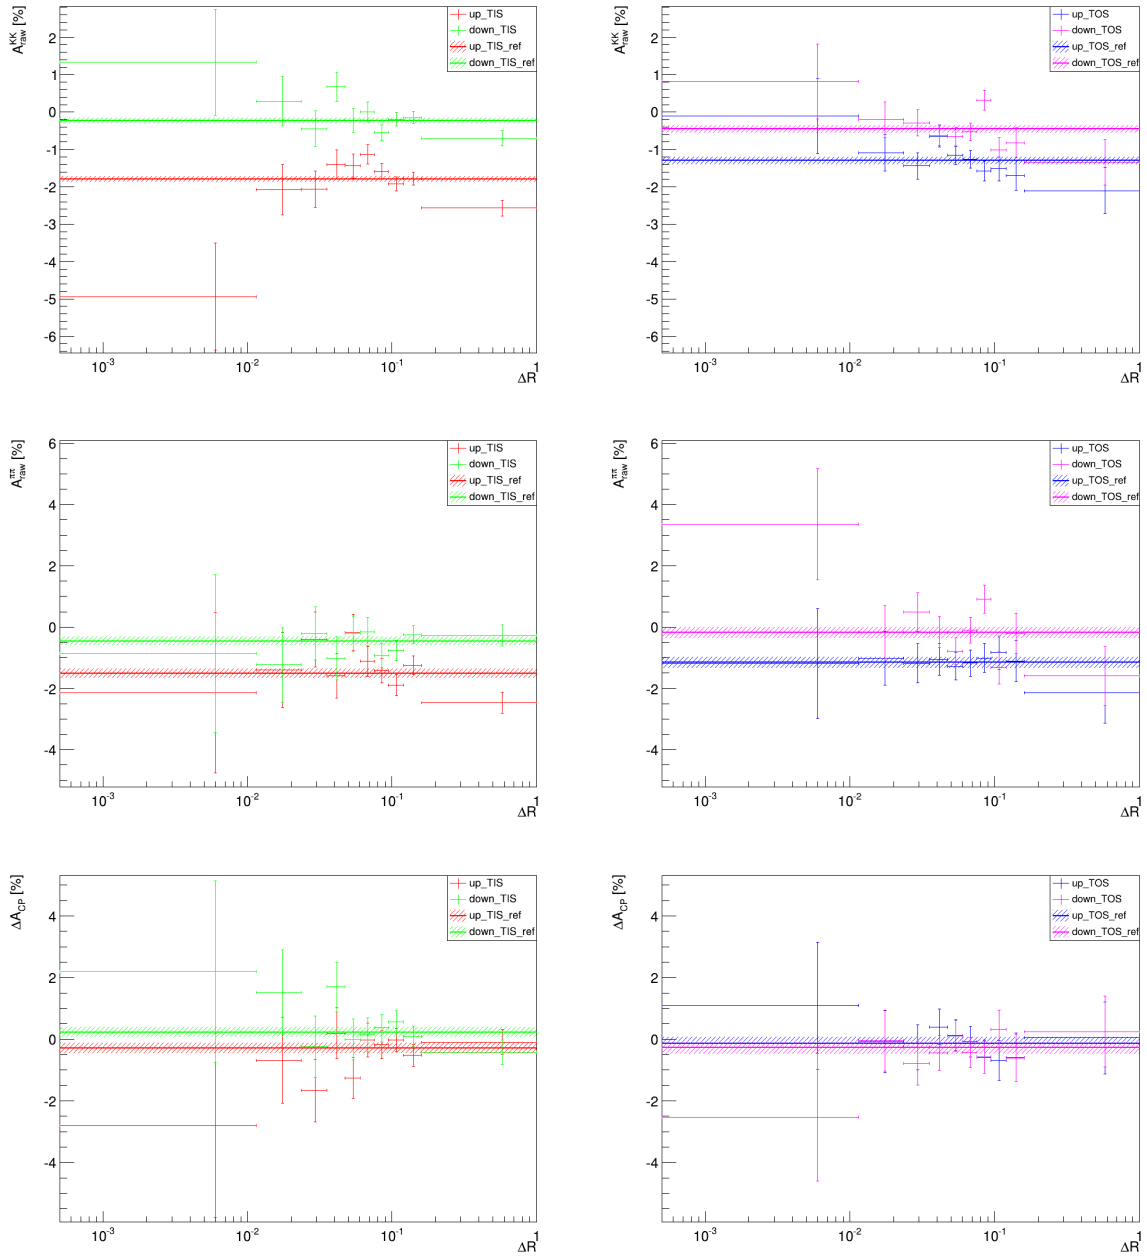 A_raw^KK [%]
2
1
0
-1
-2
-3
-4
-5
-6
10^-3
10^-2
10^-1
1
ΔR
up_TIS
down_TIS
up_TIS_ref
down_TIS_ref
A_raw^KK [%]
2
1
0
-1
-2
-3
-4
-5
-6
10^-3
10^-2
10^-1
1
ΔR
up_TOS
down_TOS
up_TOS_ref
down_TOS_ref
A_raw^ππ [%]
6
4
2
0
-2
-4
10^-3
10^-2
10^-1
1
ΔR
up_TIS
down_TIS
up_TIS_ref
down_TIS_ref
A_raw^ππ [%]
6
4
2
0
-2
-4
10^-3
10^-2
10^-1
1
ΔR
up_TOS
down_TOS
up_TOS_ref
down_TOS_ref
ΔA_CP [%]
4
2
0
-2
-4
10^-3
10^-2
10^-1
1
ΔR
up_TIS
down_TIS
up_TIS_ref
down_TIS_ref
ΔA_CP [%]
4
2
0
-2
-4
10^-3
10^-2
10^-1
1
ΔR
up_TOS
down_TOS
up_TOS_ref
down_TOS_ref